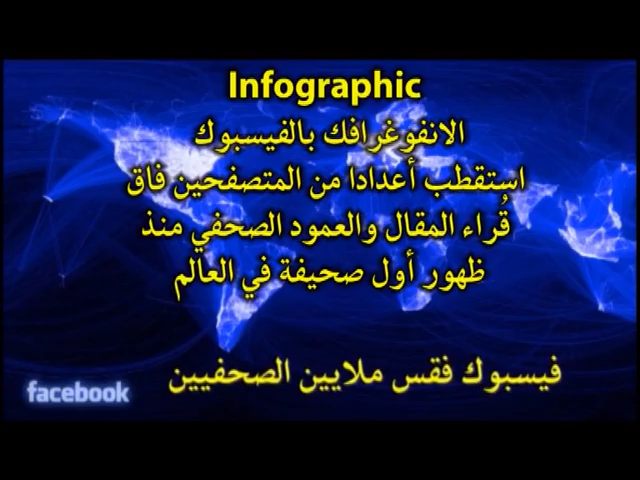 Infographic
الانفوغرافك بالفيسبوك
استقطب أعدادا من المتصفحين فاق
قُراء المقال والعمود الصحفي منذ
ظهور أول صحيفة في العالم
فيسبوك فقس ملايين الصحفيين
facebook